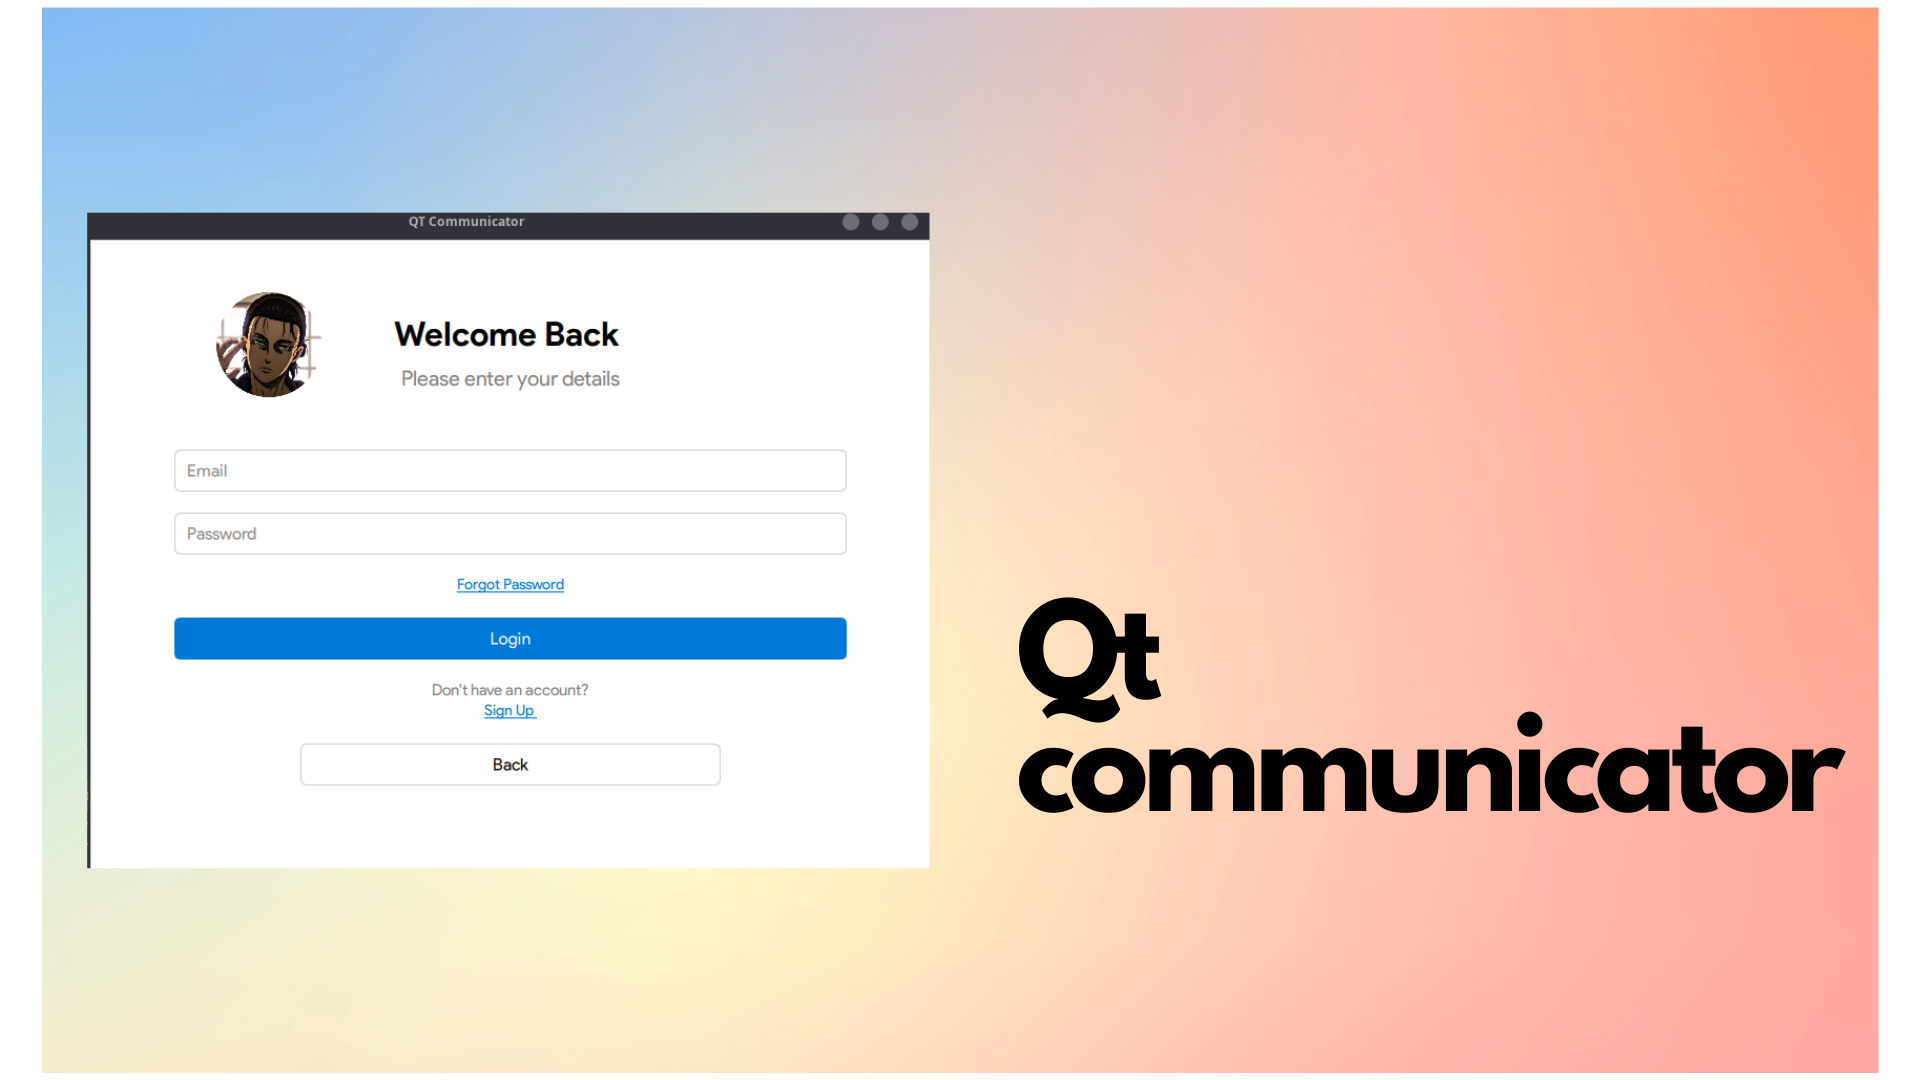 QT Communicator
Welcome Back
Please enter your details
Email
Password
Forgot Password
Login
Don't have an account?
Sign Up
Back
Qt
communicator